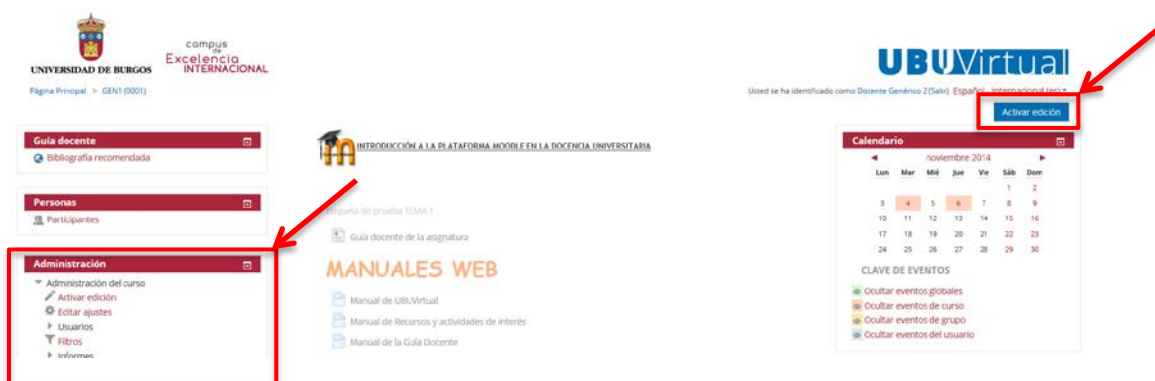 UNIVERSIDAD DE BURGOS
campus
de
Excelencia
INTERNACIONAL
UBUVirtual
Página Principal ► GEN1 (0001)
Usted se ha identificado como Docente Genérico 2 (Salir) Español - Internacional (es)
Activar edición
Guía docente
Bibliografía recomendada
Personas
Participantes
Administración
Administración del curso
Activar edición
Editar ajustes
Usuarios
Filtros
Informes
INTRODUCCIÓN A LA PLATAFORMA MOODLE EN LA DOCENCIA UNIVERSITARIA
etiqueta de prueba TEMA 1
Guía docente de la asignatura
MANUALES WEB
Manual de UBUVirtual
Manual de Recursos y actividades de interés
Manual de la Guía Docente
Calendario
◄ noviembre 2014 ►
Lun Mar Mié Jue Vie Sáb Dom
1 2
3 4 5 6 7 8 9
10 11 12 13 14 15 16
17 18 19 20 21 22 23
24 25 26 27 28 29 30
CLAVE DE EVENTOS
Ocultar eventos globales
Ocultar eventos de curso
Ocultar eventos de grupo
Ocultar eventos del usuario